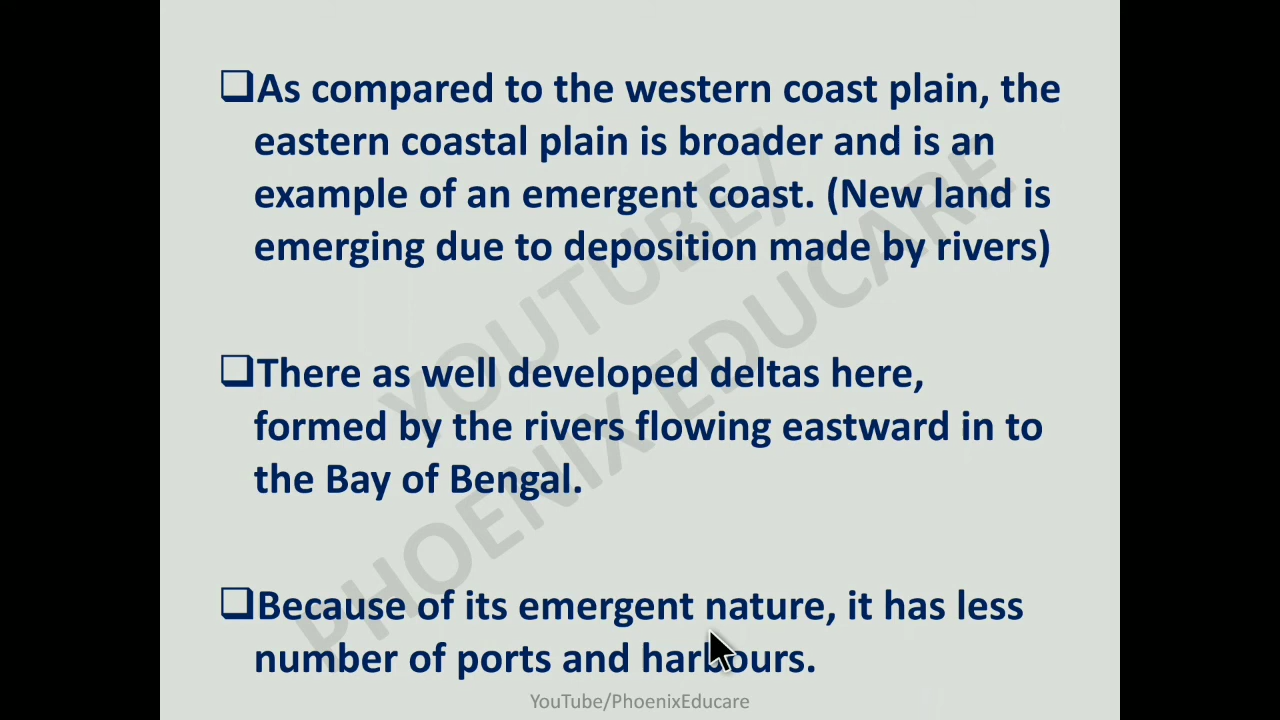 ❑As compared to the western coast plain, the
eastern coastal plain is broader and is an
example of an emergent coast. (New land is
emerging due to deposition made by rivers)
❑There as well developed deltas here,
formed by the rivers flowing eastward in to
the Bay of Bengal.
❑Because of its emergent nature, it has less
number of ports and harbours.
YOUTUBE/
PHOENIX EDUCARE
YouTube/PhoenixEducare